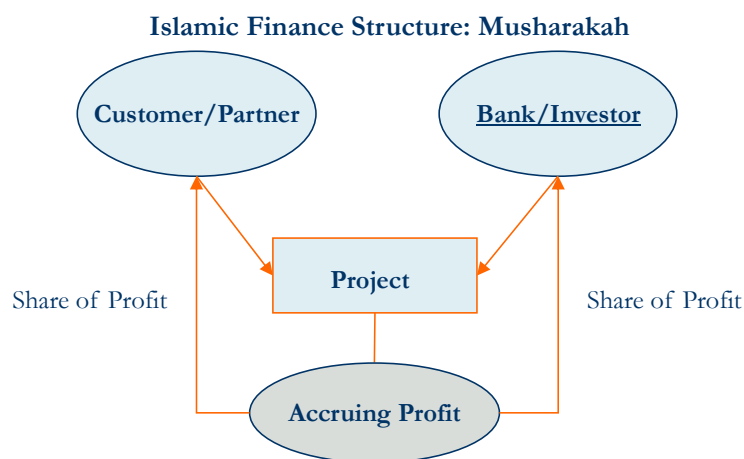 Islamic Finance Structure: Musharakah
Customer/Partner
Bank/Investor
Project
Share of Profit
Share of Profit
Accruing Profit